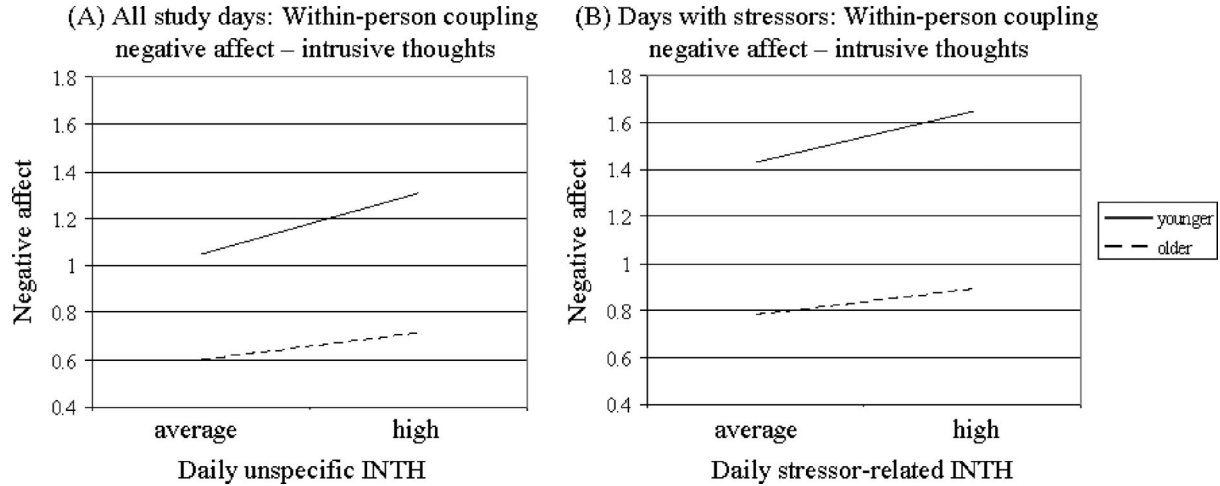 (A) All study days: Within-person coupling
negative affect – intrusive thoughts
1.8
1.6
1.4
1.2
1
0.8
0.6
0.4
Negative affect
average high
Daily unspecific INTH
(B) Days with stressors: Within-person coupling
negative affect – intrusive thoughts
1.8
1.6
1.4
1.2
1
0.8
0.6
0.4
Negative affect
average high
Daily stressor-related INTH
younger
older